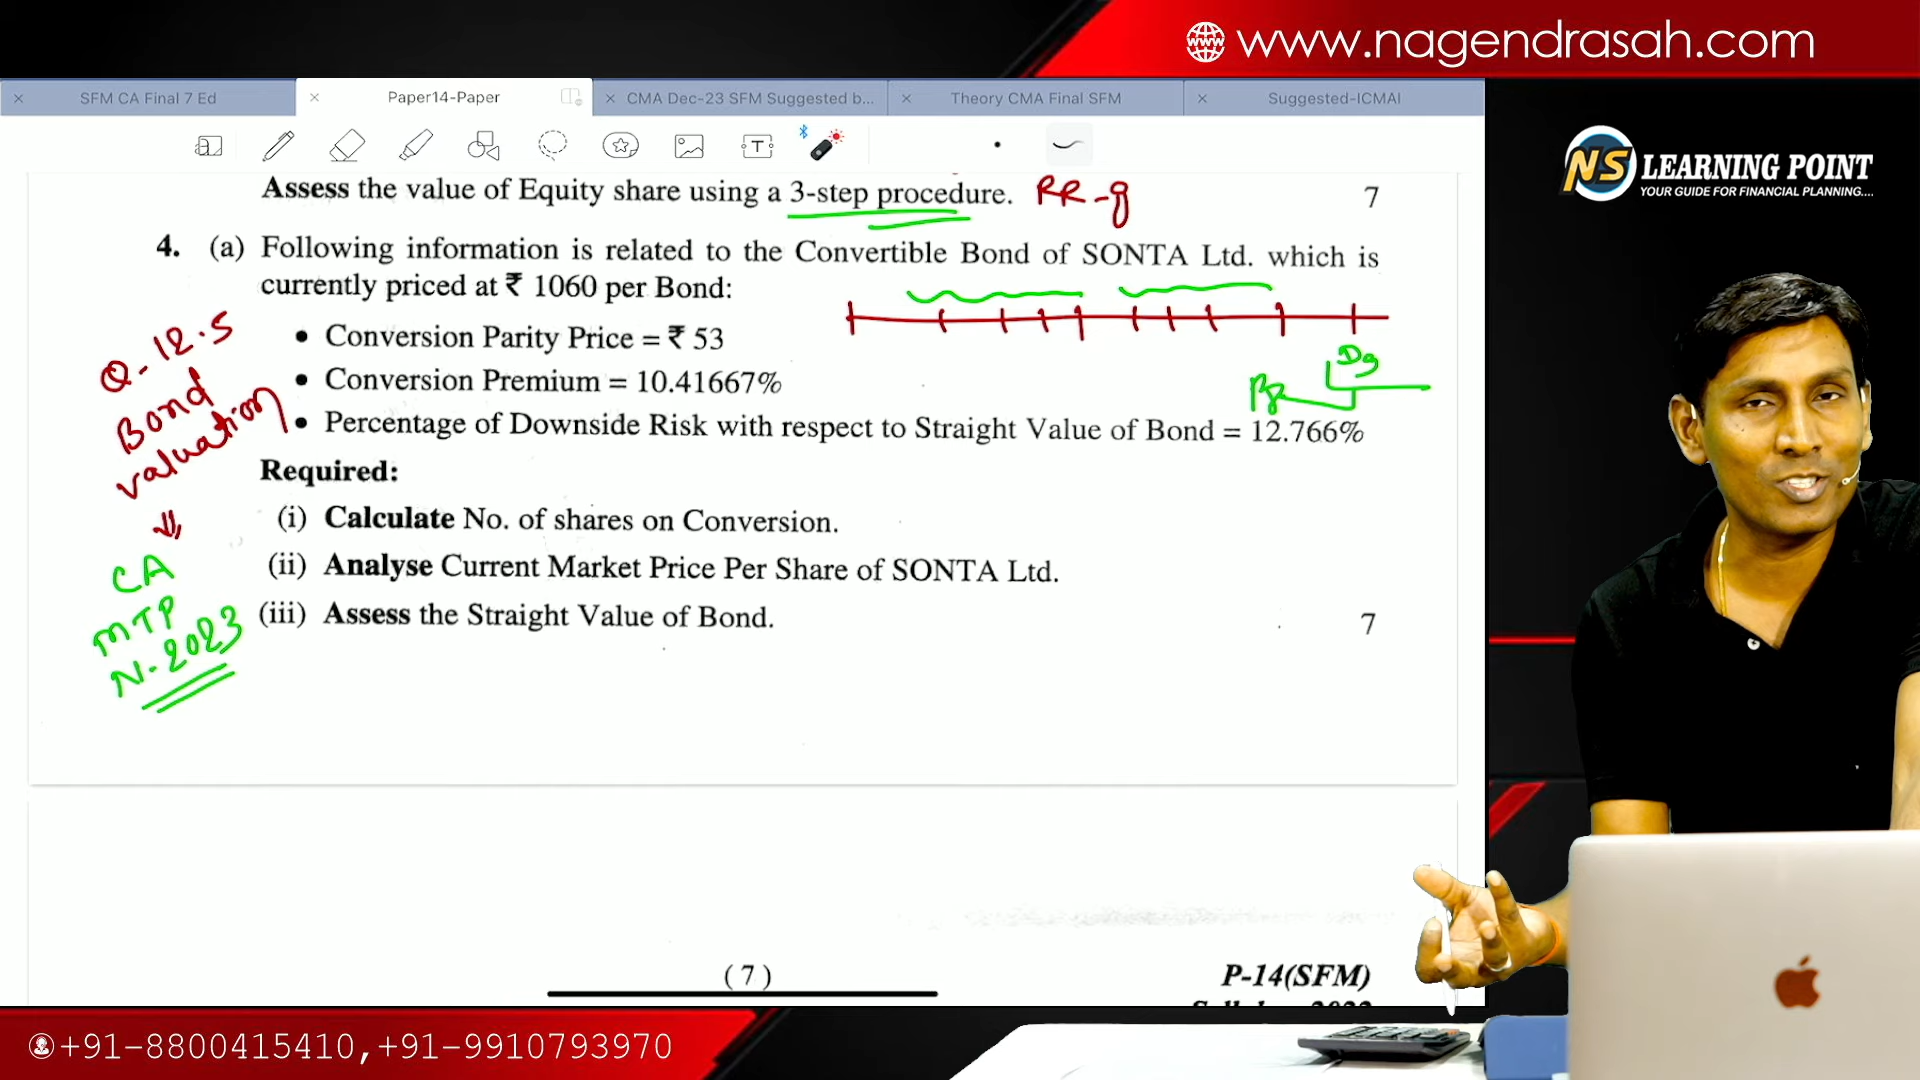 www.nagendrasah.com
SFM CA Final 7 Ed
Paper14-Paper
CMA Dec-23 SFM Suggested b...
Theory CMA Final SFM
Suggested-ICMAI
NS LEARNING POINT
YOUR GUIDE FOR FINANCIAL PLANNING....
Assess the value of Equity share using a 3-step procedure. RR-g 7
4. (a) Following information is related to the Convertible Bond of SONTA Ltd. which is
currently priced at ₹ 1060 per Bond:
• Conversion Parity Price = ₹ 53
• Conversion Premium = 10.41667%
• Percentage of Downside Risk with respect to Straight Value of Bond = 12.766%
Required:
(i) Calculate No. of shares on Conversion.
(ii) Analyse Current Market Price Per Share of SONTA Ltd.
(iii) Assess the Straight Value of Bond. 7
Q-12.5
Bond
valuation
CA
MTP
N-2023
(7)
P-14(SFM)
+91-8800415410,+91-9910793970